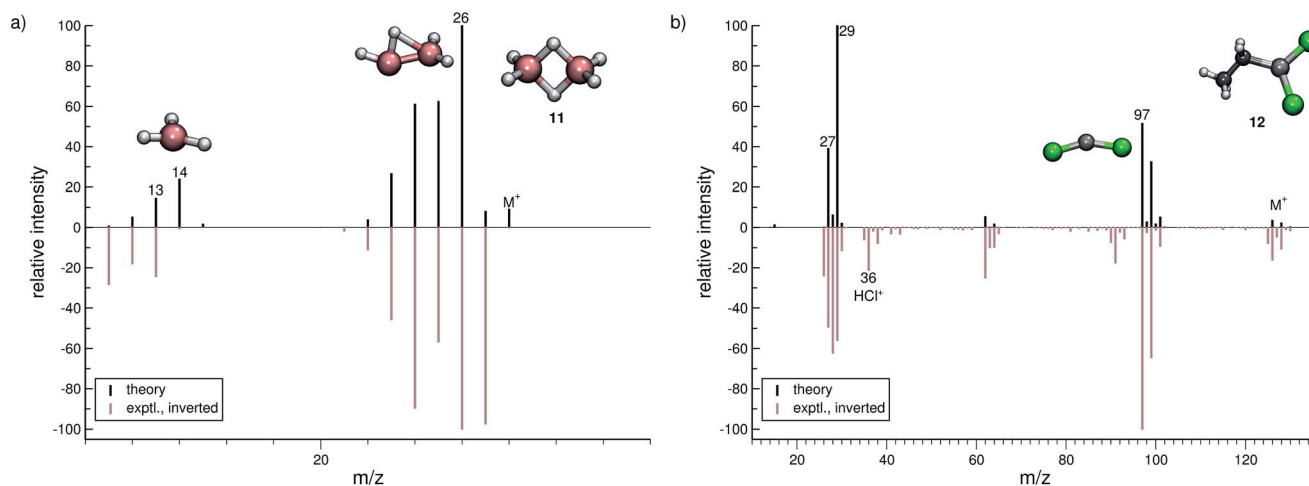 a)
100
80
60
40
20
0
-20
-40
-60
-80
-100
relative intensity
13
14
26
11
M+
theory
exptl., inverted
20
m/z
b)
100
80
60
40
20
0
-20
-40
-60
-80
-100
relative intensity
29
27
36
HCl+
97
12
M+
theory
exptl., inverted
20
40
60
80
100
120
m/z